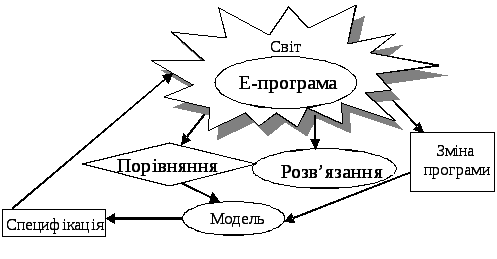 Світ
Е-програма
Порівняння
Розв’язання
Зміна
програми
Модель
Специфікація